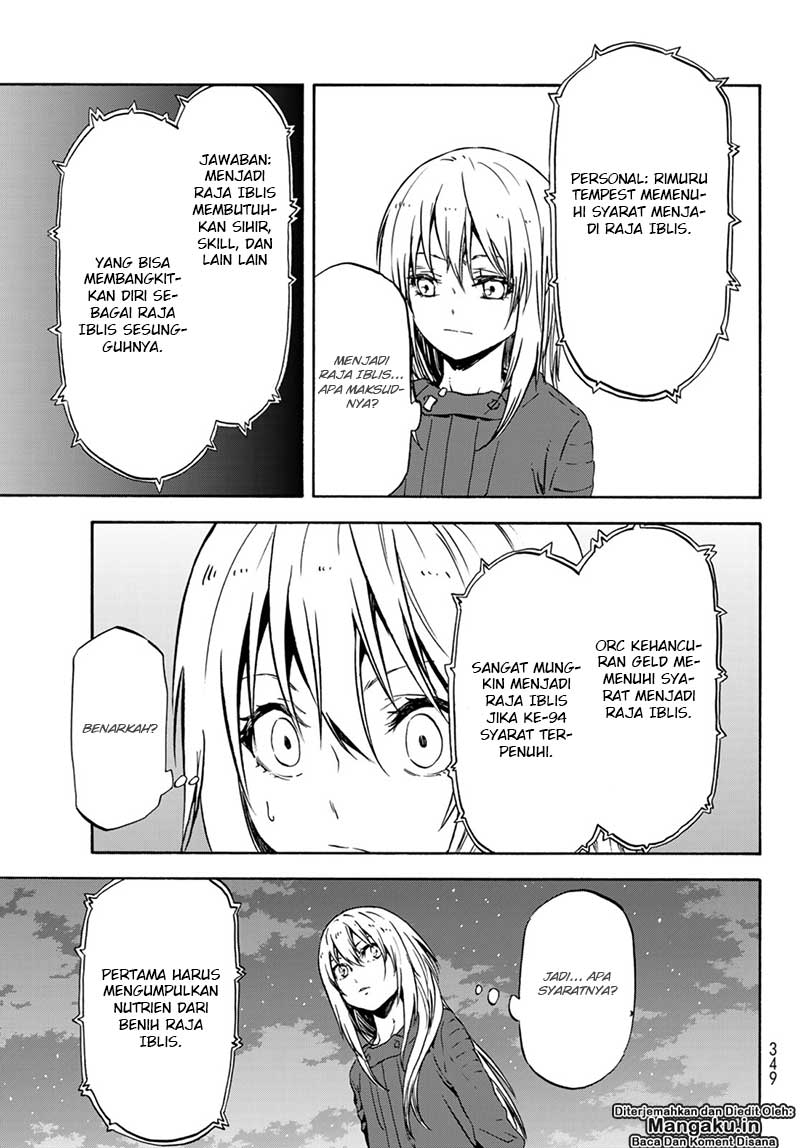 PERSONAL: RIMURU
TEMPEST MEMENU-
HI SYARAT MENJA-
DI RAJA IBLIS.
MENJADI
RAJA IBLIS...
APA MAKSUD-
NYA?
JAWABAN:
MENJADI
RAJA IBLIS
MEMBUTUH-
KAN SIHIR,
SKILL, DAN
LAIN LAIN
YANG BISA
MEMBANGKIT-
KAN DIRI SE-
BAGAI RAJA
IBLIS SESUNG-
GUHNYA.
ORC KEHANCU-
RAN GELD ME-
MENUHI SYA-
RAT MENJADI
RAJA IBLIS.
SANGAT MUNG-
KIN MENJADI
RAJA IBLIS
JIKA KE-94
SYARAT TER-
PENUHI.
BENARKAH?
JADI... APA
SYARATNYA?
PERTAMA HARUS
MENGUMPULKAN
NUTRIEN DARI
BENIH RAJA
IBLIS.
349
Diterjemahkan dan Diedit Oleh:
Mangaku.in
Baca Dan Koment Disana